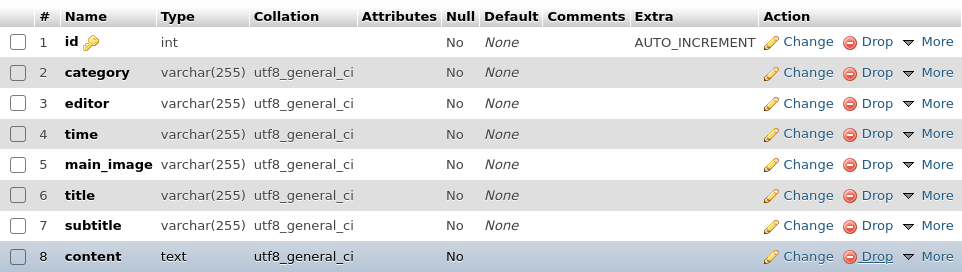 # Name Type Collation Attributes Null Default Comments Extra Action
1 id int No None AUTO_INCREMENT Change Drop More
2 category varchar(255) utf8_general_ci No None Change Drop More
3 editor varchar(255) utf8_general_ci No None Change Drop More
4 time varchar(255) utf8_general_ci No None Change Drop More
5 main_image varchar(255) utf8_general_ci No None Change Drop More
6 title varchar(255) utf8_general_ci No None Change Drop More
7 subtitle varchar(255) utf8_general_ci No None Change Drop More
8 content text utf8_general_ci No Change Drop More